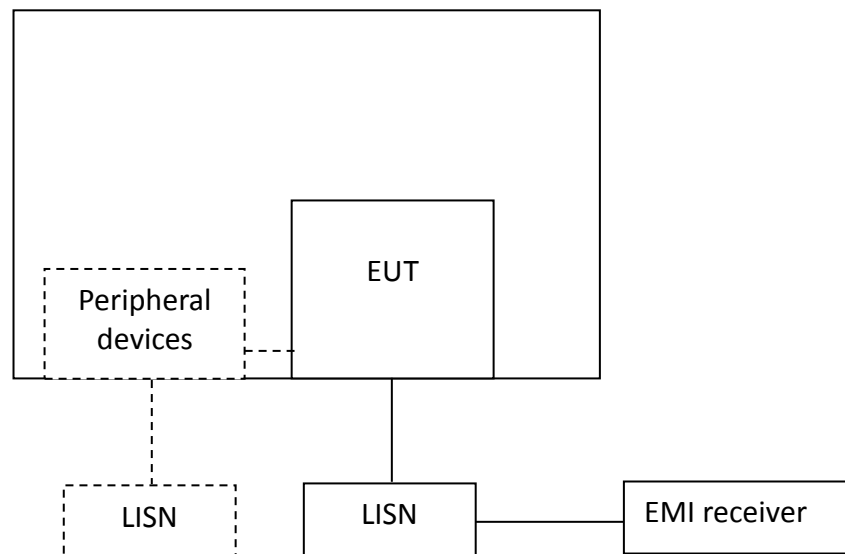 EUT
Peripheral
devices
LISN
LISN
EMI receiver